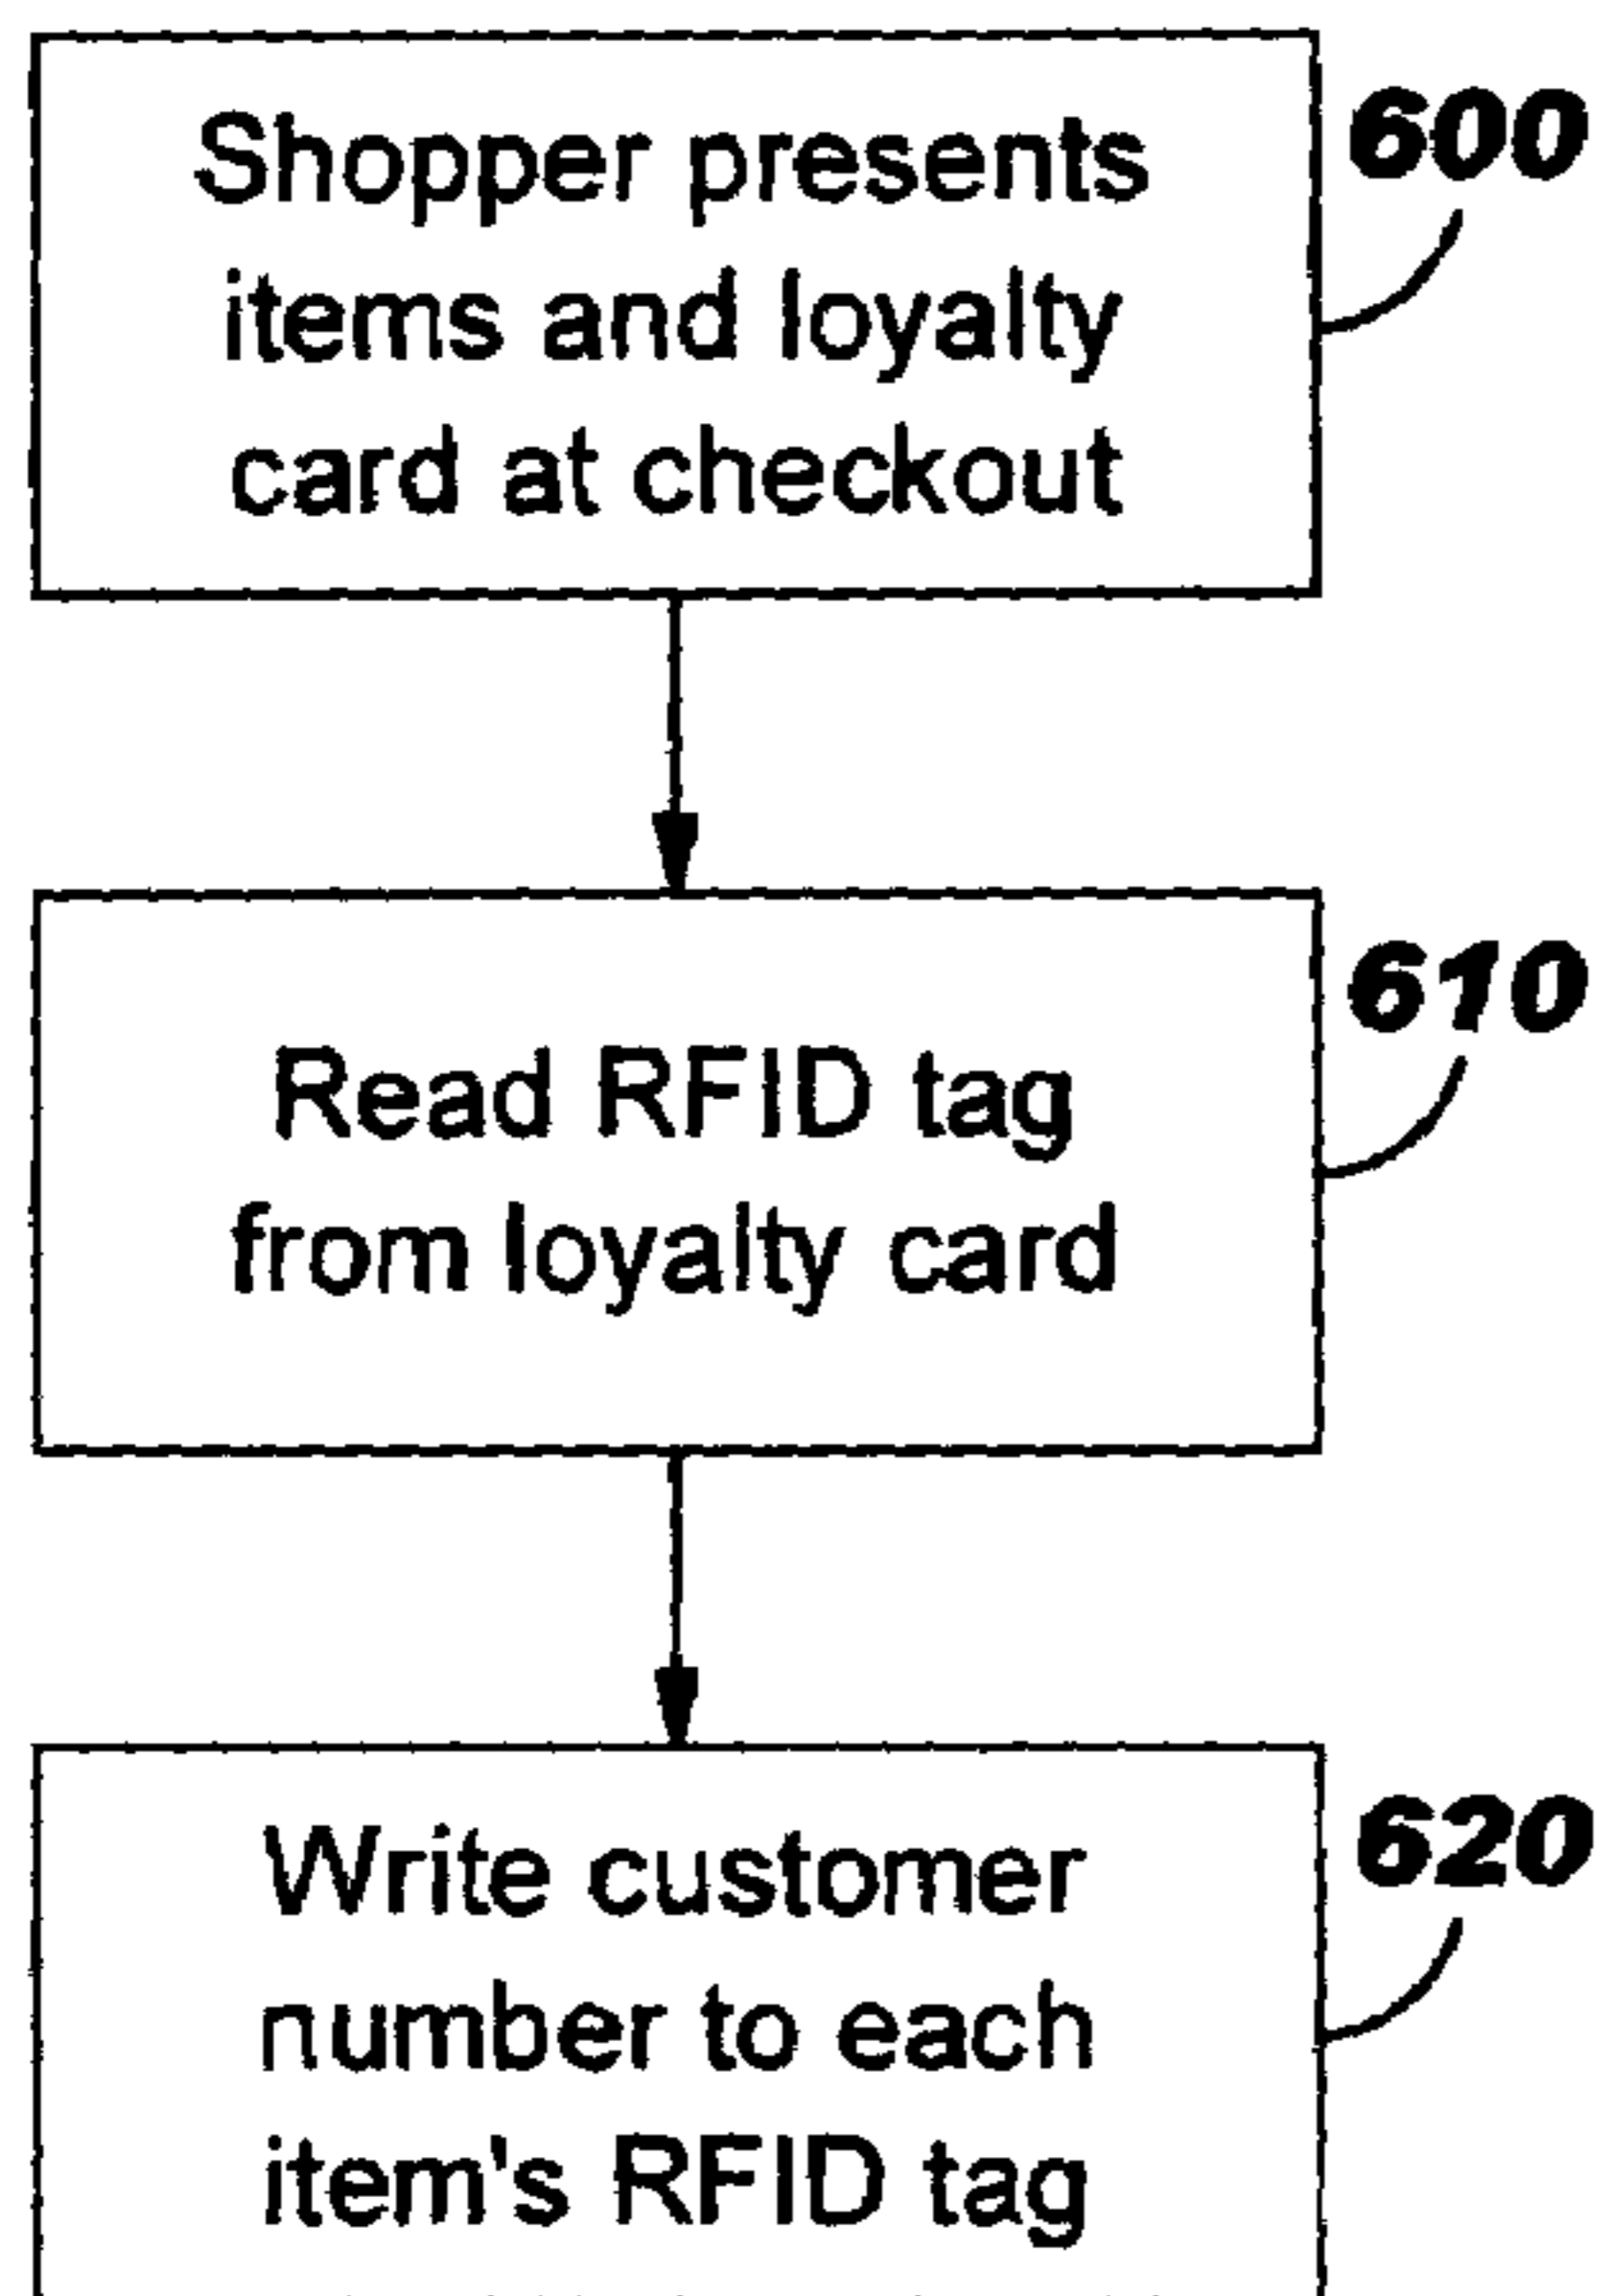 Shopper presents
items and loyalty
card at checkout
600
Read RFID tag
from loyalty card
610
Write customer
number to each
item's RFID tag
620